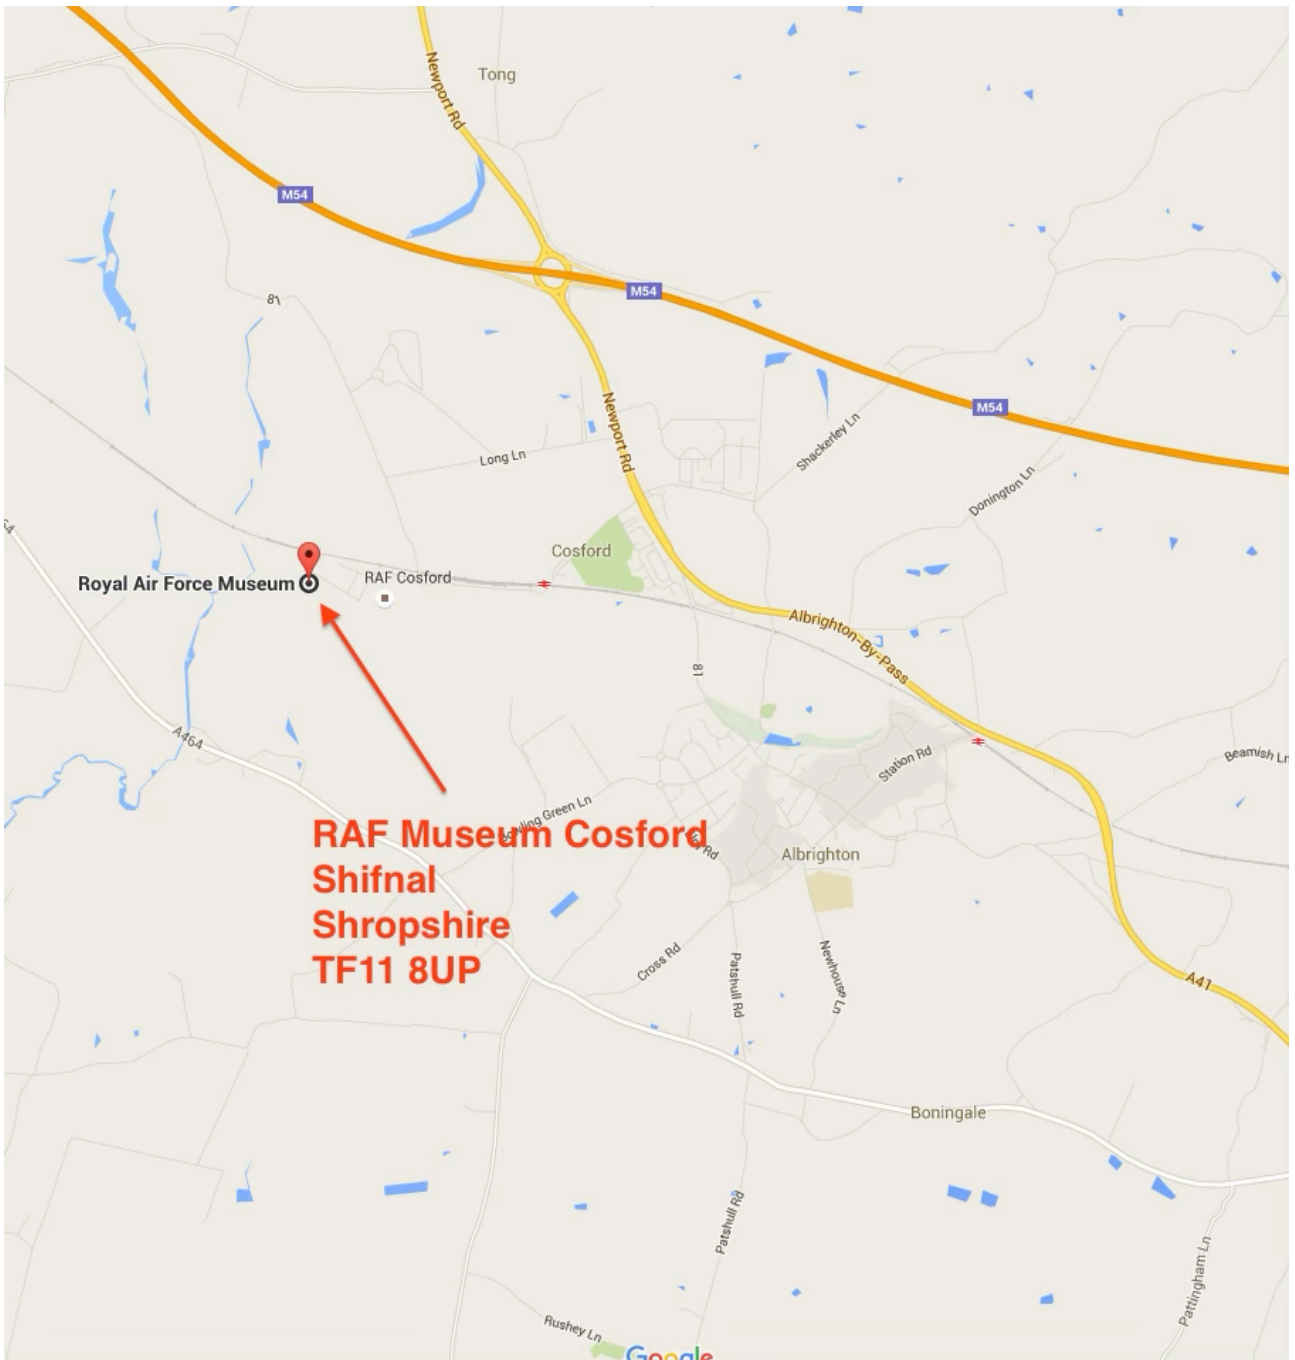 Tong
Newport Rd
M54
M54
81
M54
Newport Rd
Shackerley Ln
Long Ln
Donington Ln
Cosford
Royal Air Force Museum
RAF Cosford
Albrighton-By-Pass
81
A464
Station Rd
Beamish Ln
RAF Museum Cosford
Shifnal
Shropshire
TF11 8UP
Albrighton
Cross Rd
Patshull Rd
Newhouse Ln
A41
Boningale
Patshull Rd
Pattingham Ln
Rushey Ln
Google